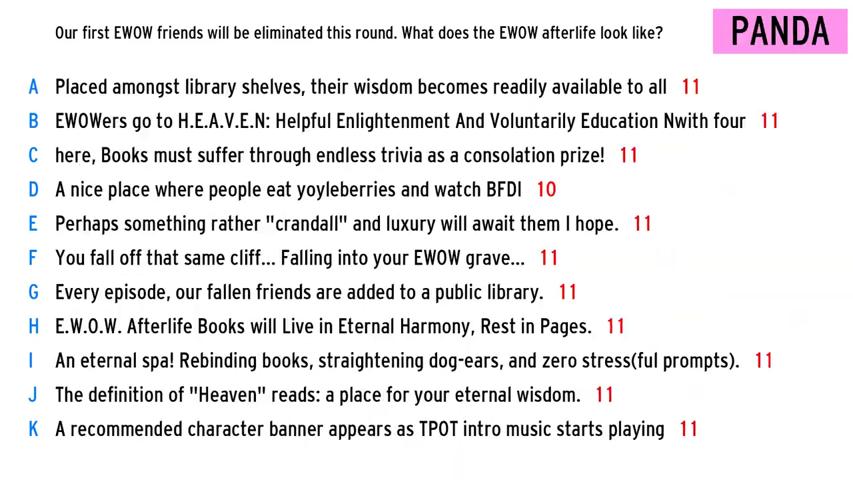 Our first EWOW friends will be eliminated this round. What does the EWOW afterlife look like?
PANDA
A Placed amongst library shelves, their wisdom becomes readily available to all 11
B EWOWers go to H.E.A.V.E.N: Helpful Enlightenment And Voluntarily Education Nwith four 11
C here, Books must suffer through endless trivia as a consolation prize! 11
D A nice place where people eat yoyleberries and watch BFDI 10
E Perhaps something rather "crandall" and luxury will await them I hope. 11
F You fall off that same cliff... Falling into your EWOW grave... 11
G Every episode, our fallen friends are added to a public library. 11
H E.W.O.W. Afterlife Books will Live in Eternal Harmony, Rest in Pages. 11
I An eternal spa! Rebinding books, straightening dog-ears, and zero stress(ful prompts). 11
J The definition of "Heaven" reads: a place for your eternal wisdom. 11
K A recommended character banner appears as TPOT intro music starts playing 11